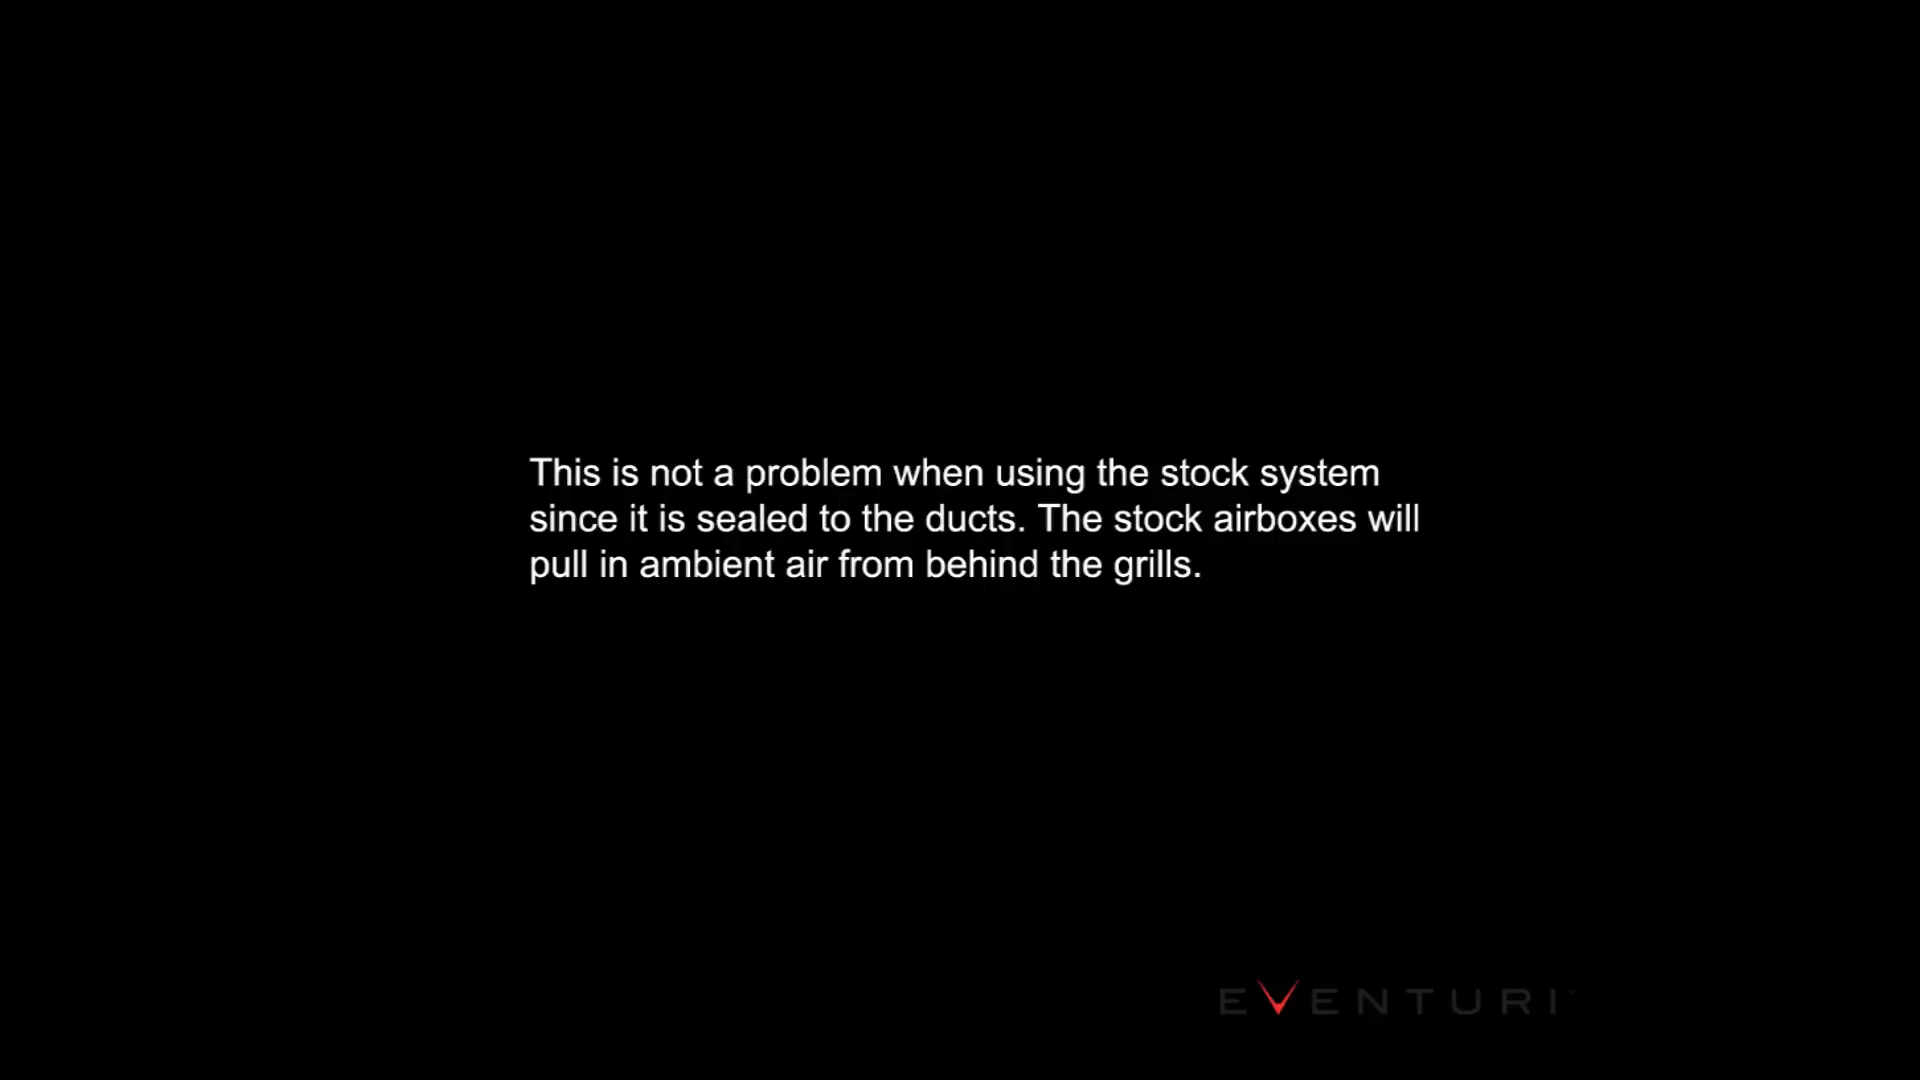 This is not a problem when using the stock system
since it is sealed to the ducts. The stock airboxes will
pull in ambient air from behind the grills.
EVENTURI